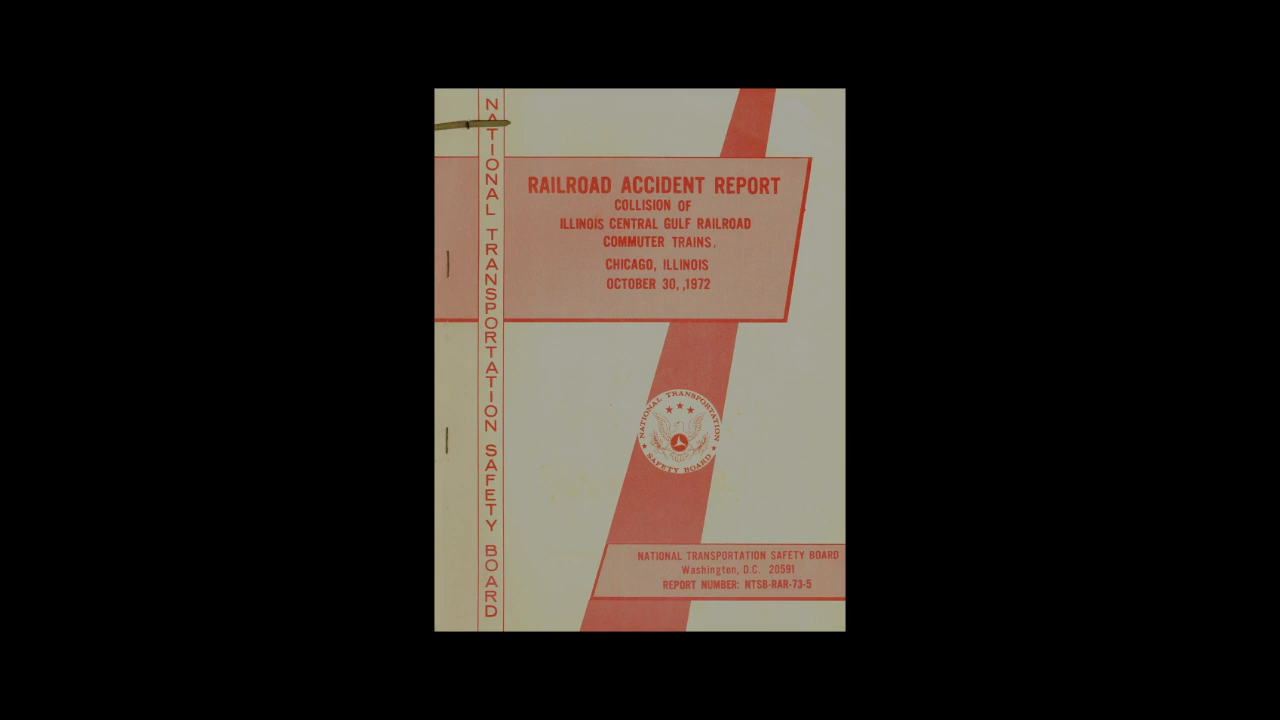 NATIONAL TRANSPORTATION SAFETY BOARD
RAILROAD ACCIDENT REPORT
COLLISION OF
ILLINOIS CENTRAL GULF RAILROAD
COMMUTER TRAINS,
CHICAGO, ILLINOIS
OCTOBER 30, ,1972
NATIONAL TRANSPORTATION
SAFETY BOARD
NATIONAL TRANSPORTATION SAFETY BOARD
Washington, D.C. 20591
REPORT NUMBER: NTSB-RAR-73-5